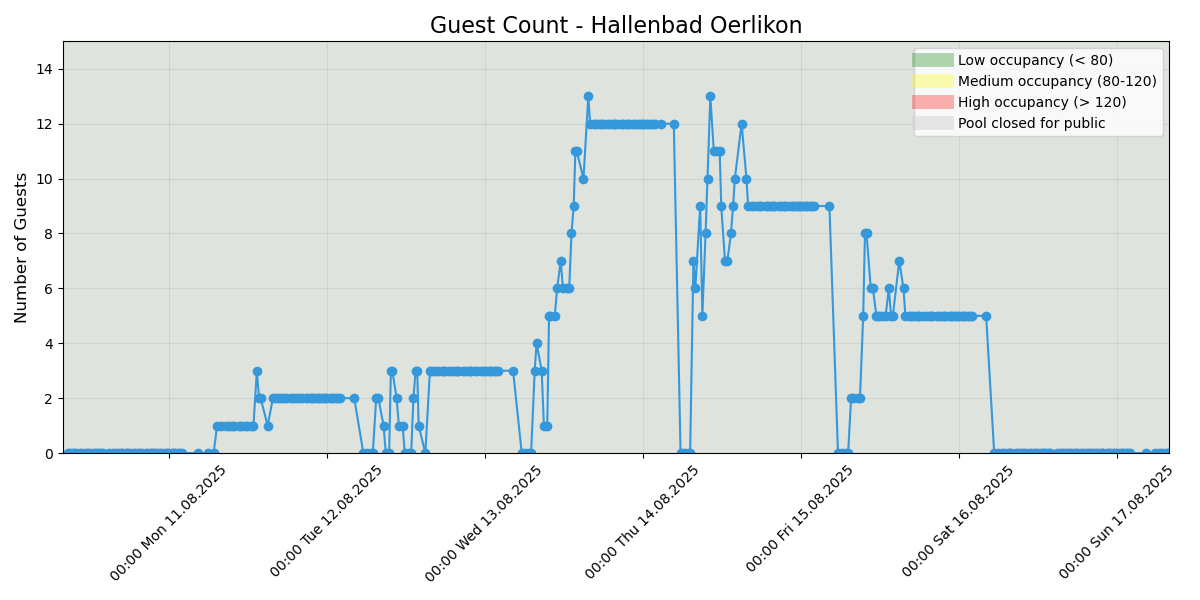 Guest Count - Hallenbad Oerlikon
Low occupancy (< 80)
Medium occupancy (80-120)
High occupancy (> 120)
Pool closed for public
Number of Guests
14
12
10
8
6
4
2
0
00:00 Mon 11.08.2025
00:00 Tue 12.08.2025
00:00 Wed 13.08.2025
00:00 Thu 14.08.2025
00:00 Fri 15.08.2025
00:00 Sat 16.08.2025
00:00 Sun 17.08.2025